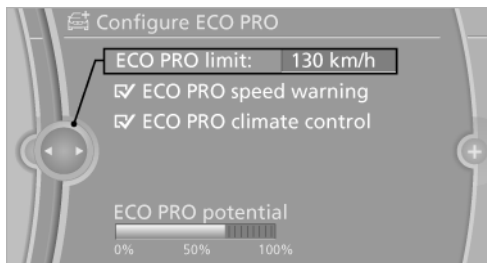 Configure ECO PRO
ECO PRO limit: 130 km/h
ECO PRO speed warning
ECO PRO climate control
ECO PRO potential
0% 50% 100%